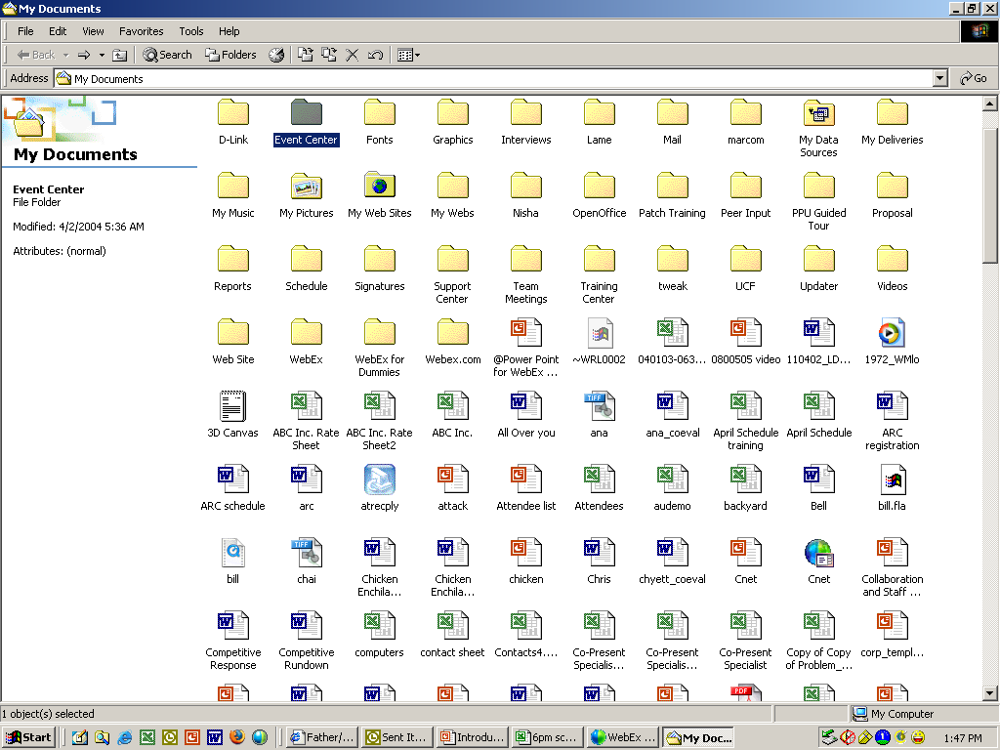 My Documents
File Edit View Favorites Tools Help
Back Search Folders
Address My Documents Go
My Documents
Event Center
File Folder
Modified: 4/2/2004 5:36 AM
Attributes: (normal)
D-Link Event Center Fonts Graphics Interviews Lame Mail marcom My Data Sources My Deliveries
My Music My Pictures My Web Sites My Webs Nisha OpenOffice Patch Training Peer Input PPU Guided Tour Proposal
Reports Schedule Signatures Support Center Team Meetings Training Center tweak UCF Updater Videos
Web Site WebEx WebEx for Dummies Webex.com @Power Point for WebEx ... ~WRL0002 040103-063... 0800505 video 110402_LD... 1972_WMlo
3D Canvas ABC Inc. Rate Sheet ABC Inc. Rate Sheet2 ABC Inc. All Over you ana ana_coeval April Schedule training April Schedule ARC registration
ARC schedule arc atrecply attack Attendee list Attendees audemo backyard Bell bill.fla
bill chai Chicken Enchila... Chicken Enchila... chicken Chris chyett_coeval Cnet Cnet Collaboration and Staff ...
Competitive Response Competitive Rundown computers contact sheet Contacts4.... Co-Present Specialis... Co-Present Specialis... Co-Present Specialist Copy of Copy of Problem_... corp_templ...
1 object(s) selected My Computer
Start Father/... Sent It... Introdu... 6pm sc... WebEx ... My Doc... 1:47 PM